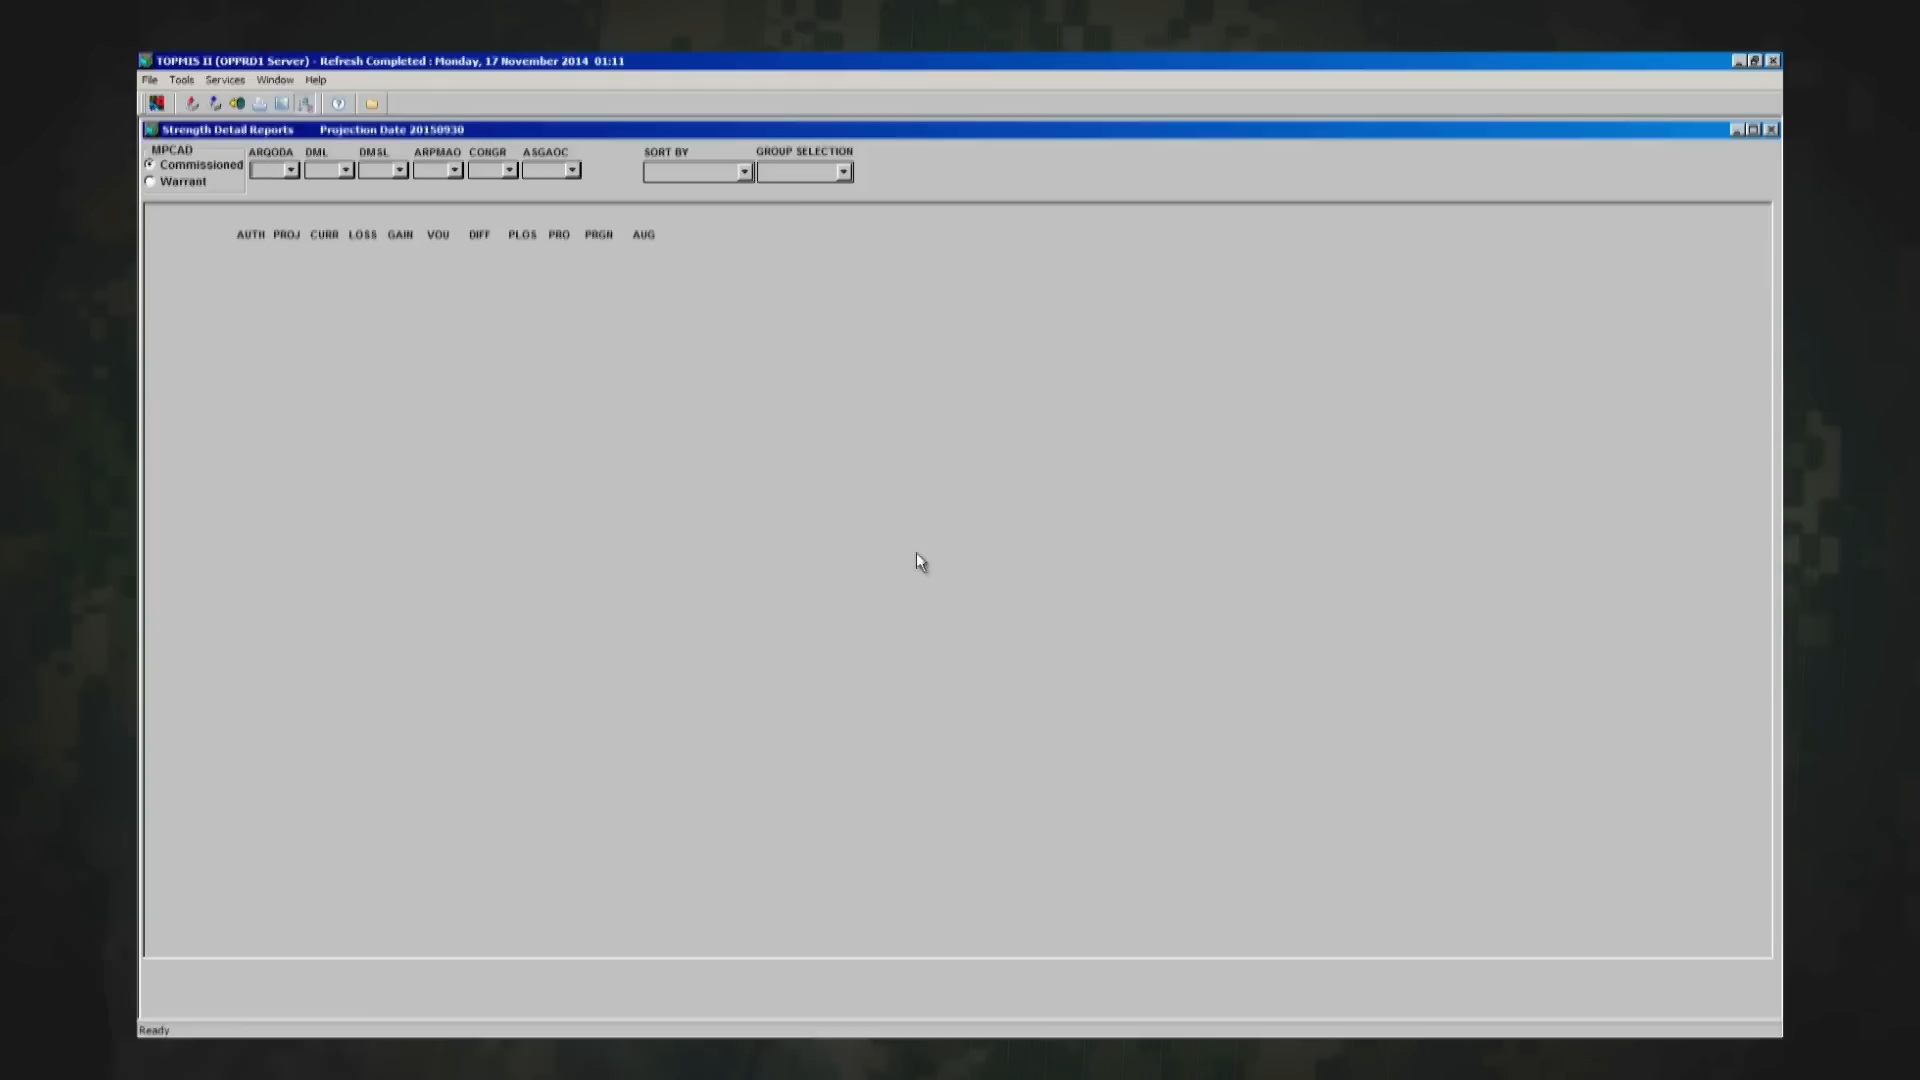 TOPMIS II (OPPRD1 Server) - Refresh Completed : Monday, 17 November 2014 01:11
File Tools Services Window Help
Strength Detail Reports Projection Date 20150930
MPCAD ARQODA DML DMSL ARPMAO CONGR ASGAOC SORT BY GROUP SELECTION
Commissioned
Warrant
AUTH PROJ CURR LOSS GAIN VOU DIFF PLOS PRO PRGN AUG
Ready